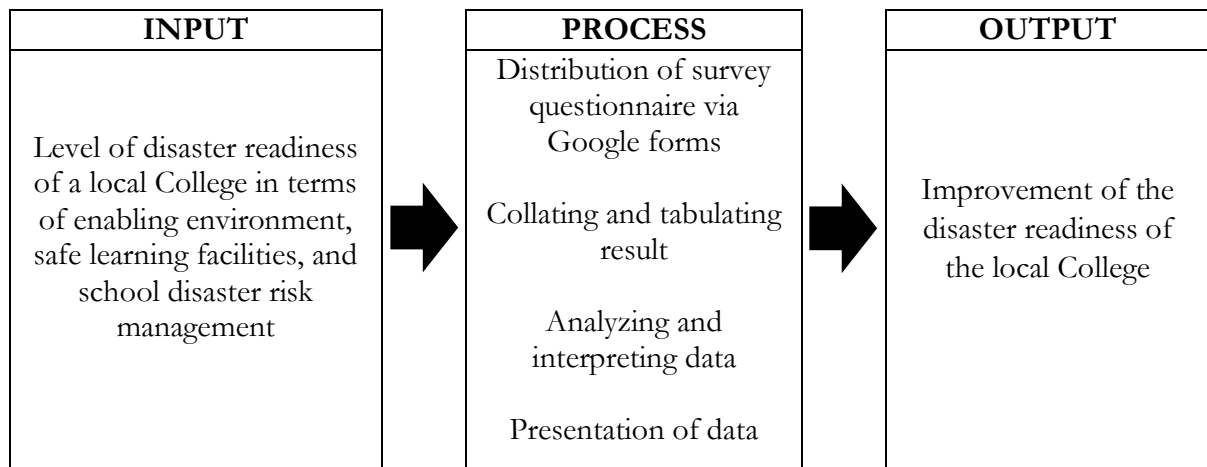 INPUT
Level of disaster readiness
of a local College in terms
of enabling environment,
safe learning facilities, and
school disaster risk
management
PROCESS
Distribution of survey
questionnaire via
Google forms
Collating and tabulating
result
Analyzing and
interpreting data
Presentation of data
OUTPUT
Improvement of the
disaster readiness of
the local College